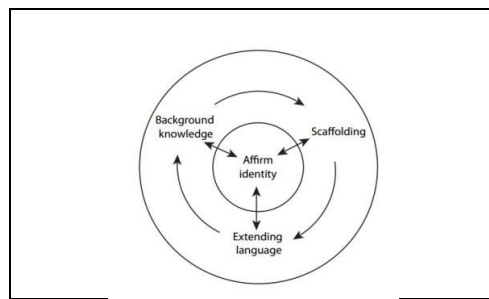 Background
knowledge
Scaffolding
Affirm
identity
Extending
language